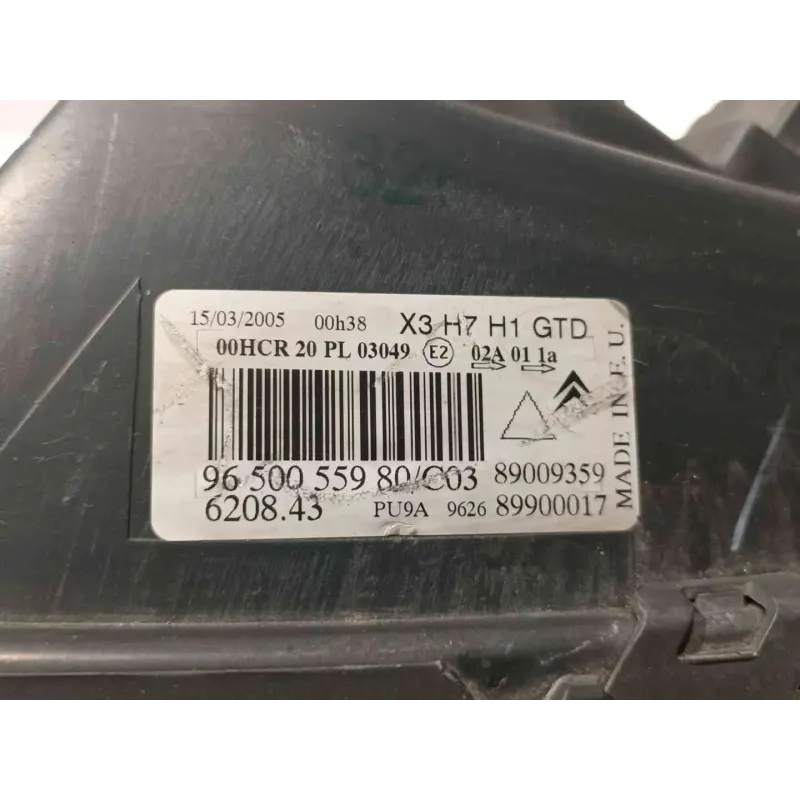 15/03/2005 00h38 X3 H7 H1 GTD
00HCR 20 PL 03049 E2 02A 01 1a
96 500 559 80/C03 89009359
6208.43 PU9A 9626 89900017
MADE IN E. U.